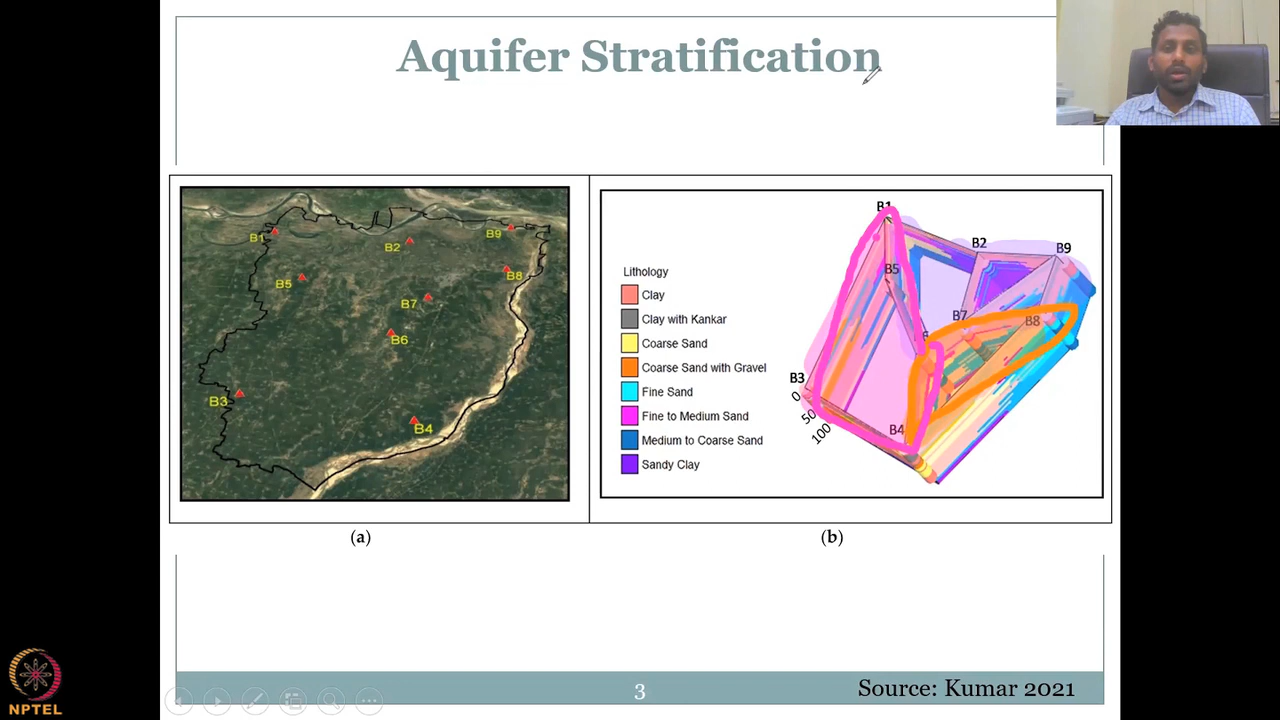 Aquifer Stratification
B1
B2
B9
B5
B8
B7
B6
B3
B4
(a)
B1
B2
B9
B5
B7
B8
6
B3
0
50
100
B4
Lithology
Clay
Clay with Kankar
Coarse Sand
Coarse Sand with Gravel
Fine Sand
Fine to Medium Sand
Medium to Coarse Sand
Sandy Clay
(b)
3
Source: Kumar 2021
NPTEL